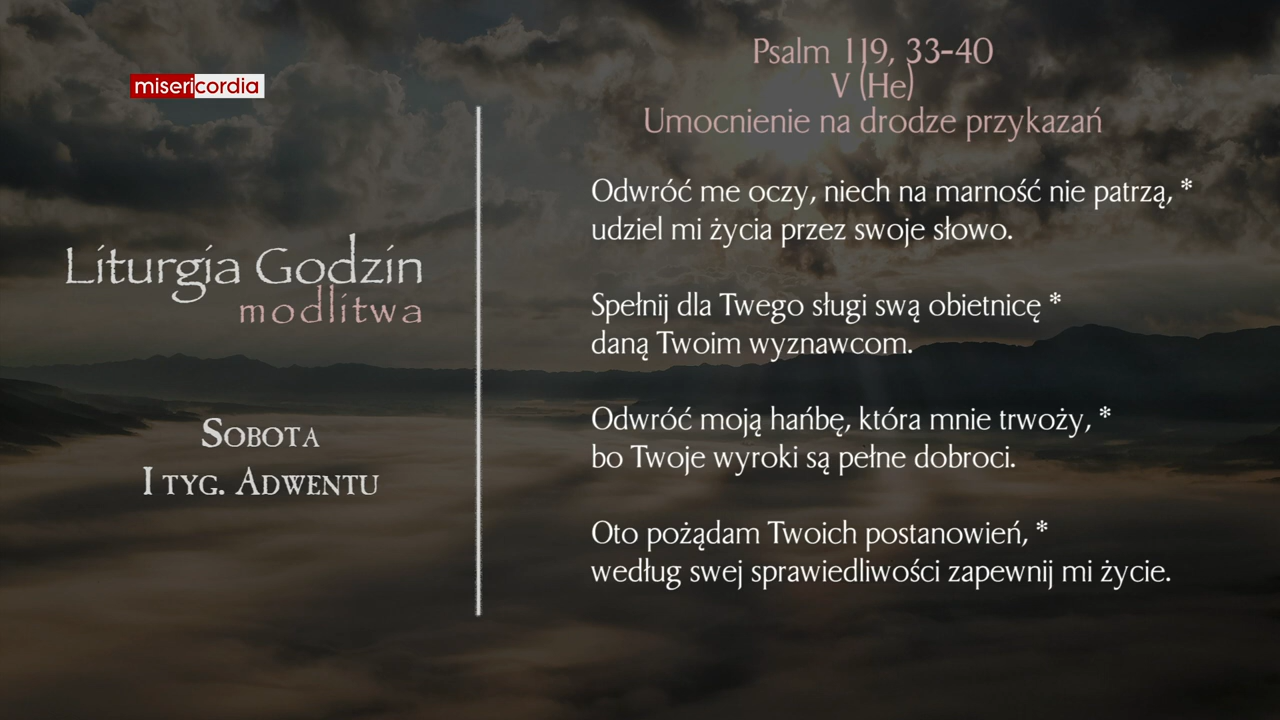 misericordia
Liturgia Godzin
modlitwa
Sobota
I tyg. Adwentu
Psalm 119, 33-40
V (He)
Umocnienie na drodze przykazań
Odwróć me oczy, niech na marność nie patrzą, *
udziel mi życia przez swoje słowo.
Spełnij dla Twego sługi swą obietnicę *
daną Twoim wyznawcom.
Odwróć moją hańbę, która mnie trwoży, *
bo Twoje wyroki są pełne dobroci.
Oto pożądam Twoich postanowień, *
według swej sprawiedliwości zapewnij mi życie.